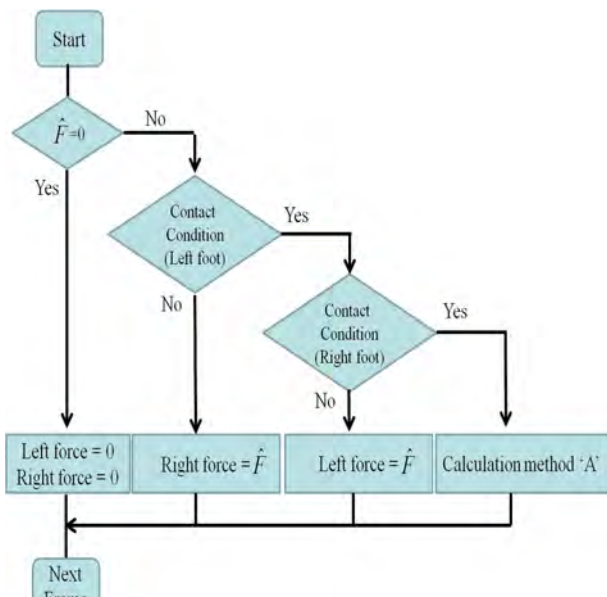 Start
F̂=0
No
Yes
Contact
Condition
(Left foot)
Yes
No
Contact
Condition
(Right foot)
Yes
No
Left force = 0
Right force = 0
Right force = F̂
Left force = F̂
Calculation method ‘A’
Next